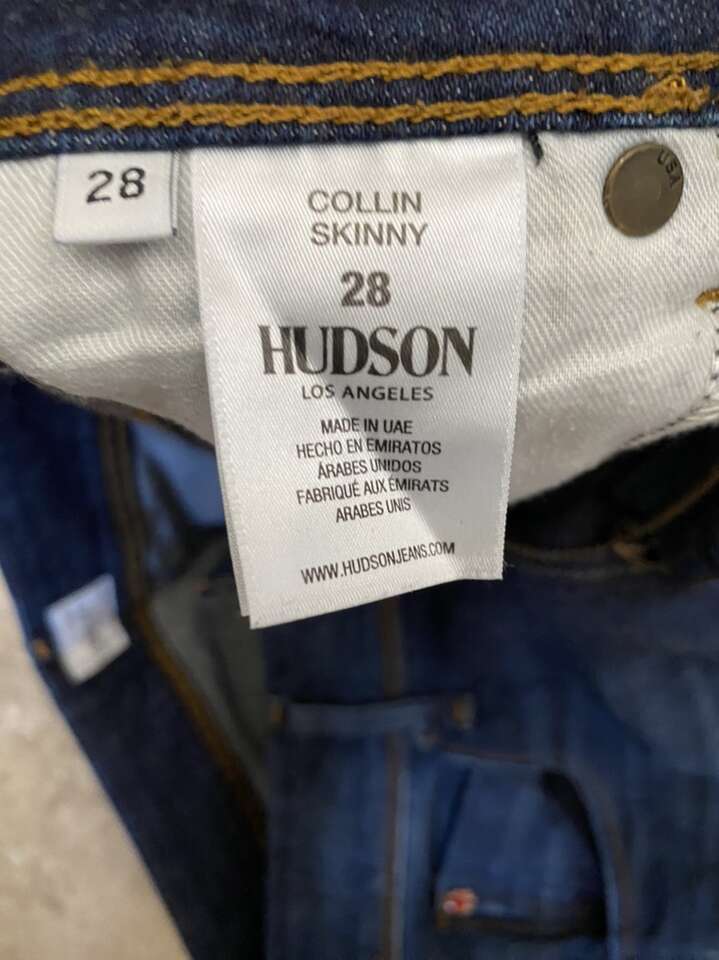 28
COLLIN
SKINNY
28
HUDSON
LOS ANGELES
MADE IN UAE
HECHO EN EMIRATOS
ÁRABES UNIDOS
FABRIQUÉ AUX ÉMIRATS
ARABES UNIS
WWW.HUDSONJEANS.COM
USA